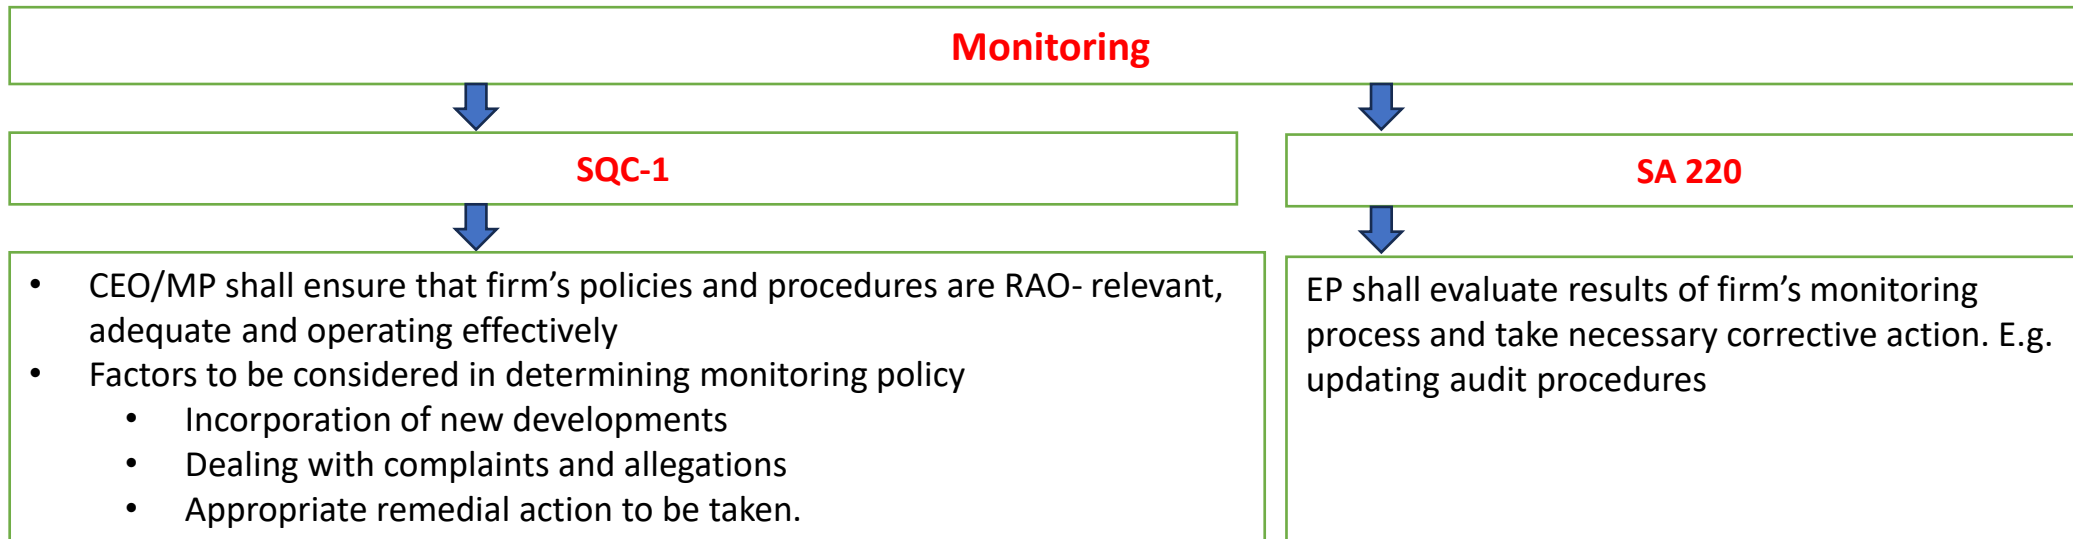 Monitoring
SQC-1
SA 220
• CEO/MP shall ensure that firm’s policies and procedures are RAO- relevant,
adequate and operating effectively
• Factors to be considered in determining monitoring policy
• Incorporation of new developments
• Dealing with complaints and allegations
• Appropriate remedial action to be taken.
EP shall evaluate results of firm’s monitoring
process and take necessary corrective action. E.g.
updating audit procedures